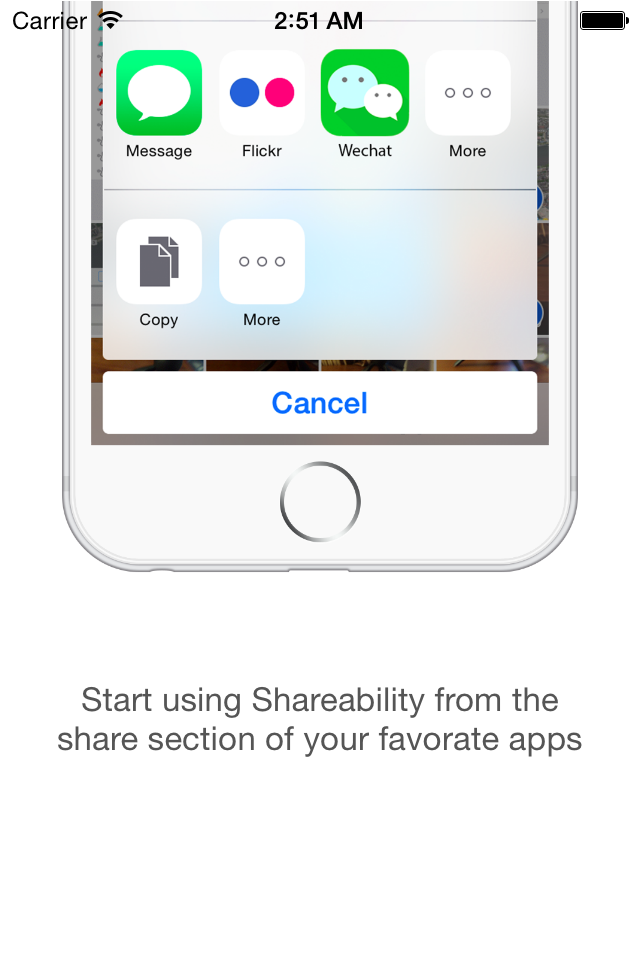 Carrier 2:51 AM
Message Flickr Wechat More
Copy More
Cancel
Start using Shareability from the
share section of your favorate apps